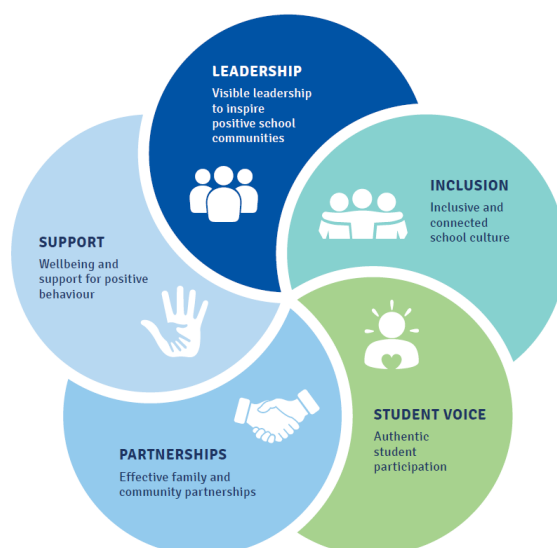 LEADERSHIP
Visible leadership
to inspire
positive school
communities
INCLUSION
Inclusive and
connected
school culture
STUDENT VOICE
Authentic
student
participation
PARTNERSHIPS
Effective family and
community partnerships
SUPPORT
Wellbeing and
support for positive
behaviour